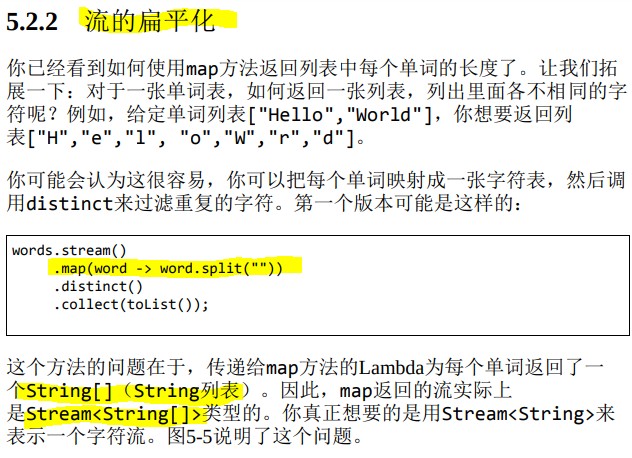 5.2.2 流的扁平化
你已经看到如何使用map方法返回列表中每个单词的长度了。让我们拓
展一下：对于一张单词表，如何返回一张列表，列出里面各不相同的字
符呢？例如，给定单词列表["Hello","World"]，你想要返回列
表["H","e","l", "o","W","r","d"]。
你可能会认为这很容易，你可以把每个单词映射成一张字符表，然后调
用distinct来过滤重复的字符。第一个版本可能是这样的：
words.stream()
.map(word -> word.split(""))
.distinct()
.collect(toList());
这个方法的问题在于，传递给map方法的Lambda为每个单词返回了一
个String[]（String列表）。因此，map返回的流实际上
是Stream<String[]>类型的。你真正想要的是用Stream<String>来
表示一个字符流。图5-5说明了这个问题。